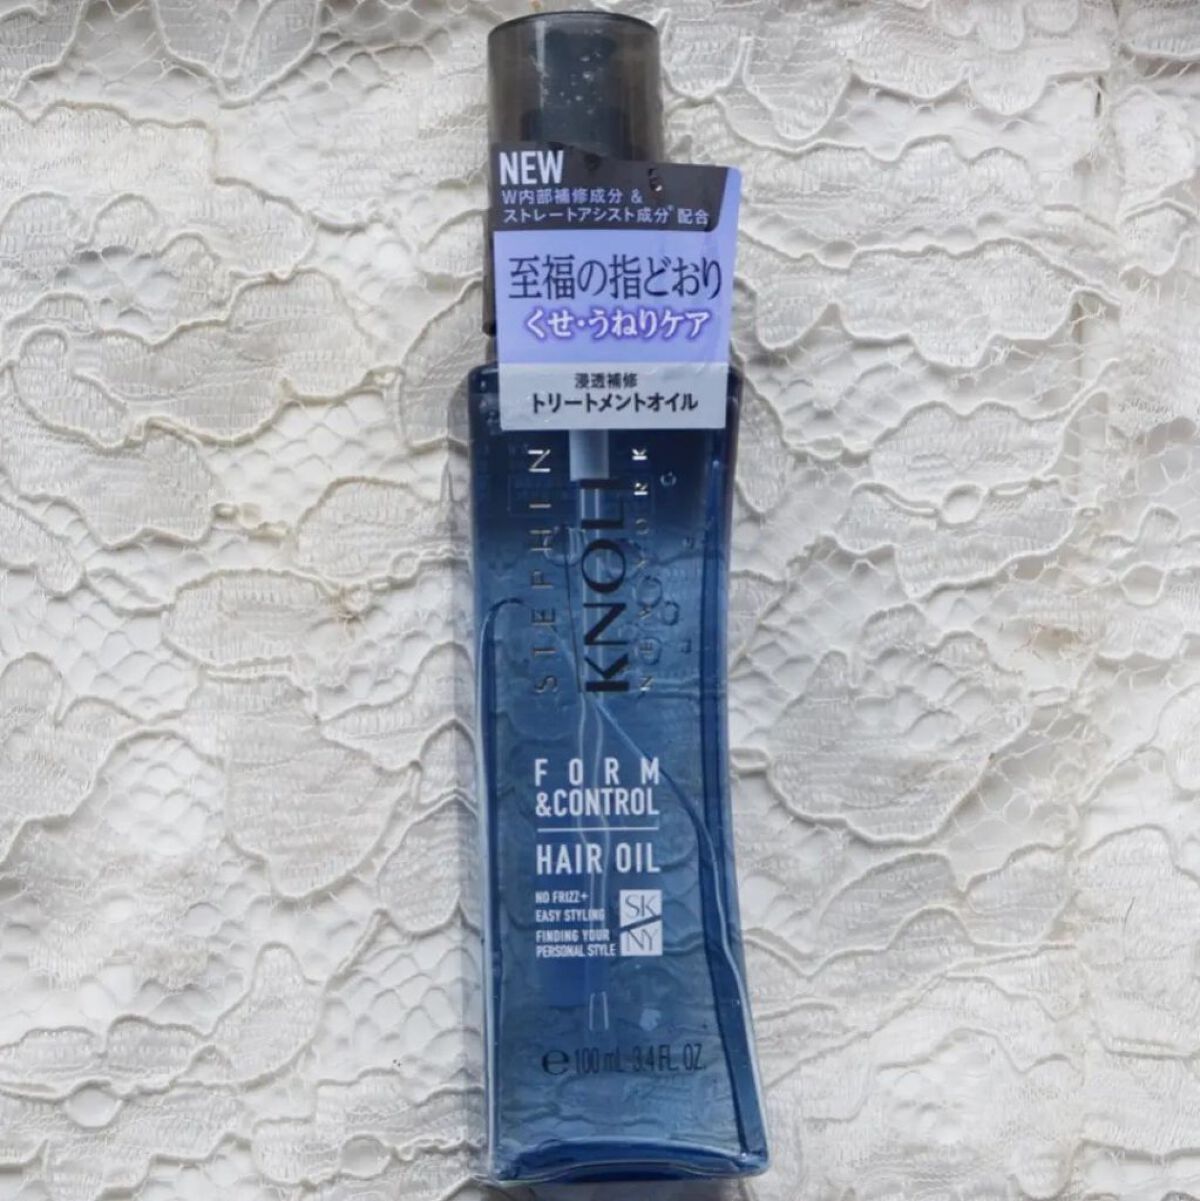 NEW
W内部補修成分 &
ストレートアシスト成分*配合
至福の指どおり
くせ・うねりケア
浸透補修
トリートメントオイル
STEPHEN
KNOLL
NEW YORK
FORM
&CONTROL
HAIR OIL
NO FRIZZ+
EASY STYLING
FINDING YOUR
PERSONAL STYLE
SK
NY
℮ 100 mL 3.4 FL. OZ.